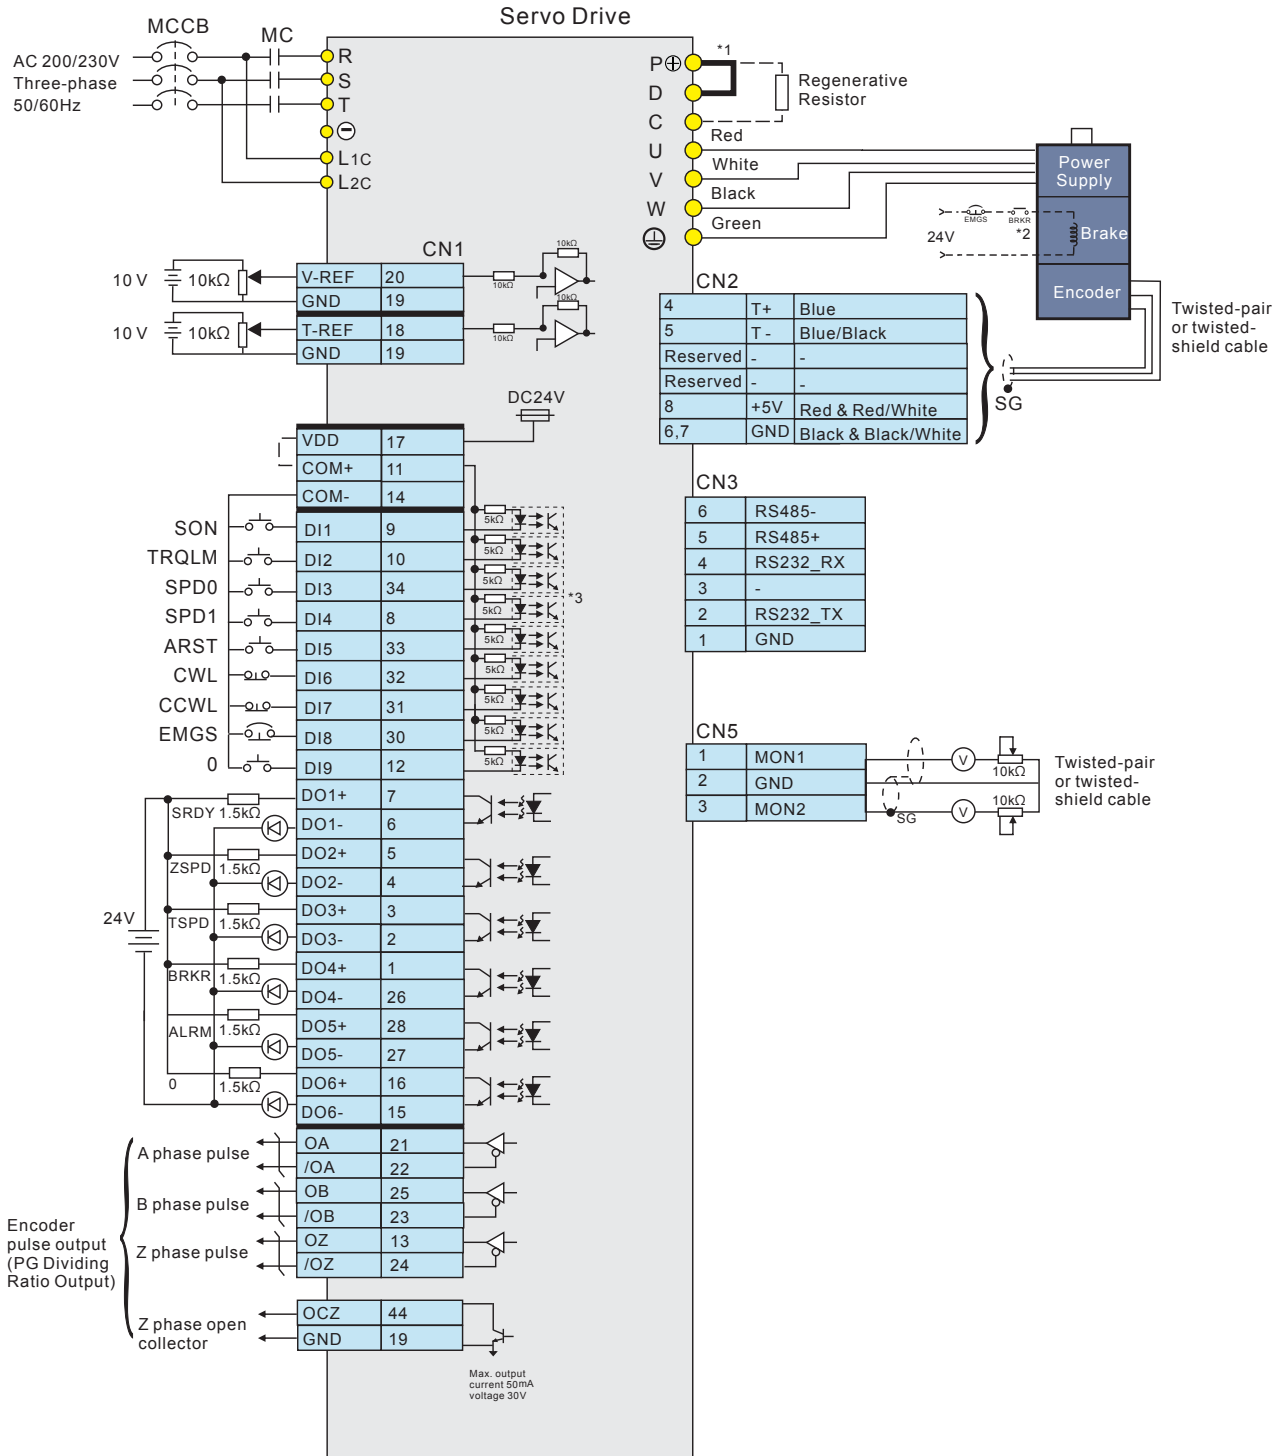 Servo Drive
MCCB
MC
AC 200/230V
Three-phase
50/60Hz
R
S
T
L1C
L2C
P
D
C
U
V
W
*1
Regenerative
Resistor
Red
White
Black
Green
Power
Supply
Brake
Encoder
EMGS
BRKR
24V
*2
Twisted-pair
or twisted-
shield cable
CN1
10 V
10kΩ
V-REF 20
GND 19
10kΩ
10kΩ
10 V
10kΩ
T-REF 18
GND 19
10kΩ
10kΩ
CN2
4 T+ Blue
5 T - Blue/Black
Reserved - -
Reserved - -
8 +5V Red & Red/White
6,7 GND Black & Black/White
SG
DC24V
VDD 17
COM+ 11
COM- 14
SON DI1 9 5kΩ
TRQLM DI2 10 5kΩ
SPD0 DI3 34 5kΩ
SPD1 DI4 8 5kΩ
ARST DI5 33 5kΩ
CWL DI6 32 5kΩ
CCWL DI7 31 5kΩ
EMGS DI8 30 5kΩ
0 DI9 12 5kΩ
*3
CN3
6 RS485-
5 RS485+
4 RS232_RX
3 -
2 RS232_TX
1 GND
CN5
1 MON1
2 GND
3 MON2
V
10kΩ
V
10kΩ
SG
Twisted-pair
or twisted-
shield cable
24V
SRDY 1.5kΩ DO1+ 7
DO1- 6
ZSPD 1.5kΩ DO2+ 5
DO2- 4
TSPD 1.5kΩ DO3+ 3
DO3- 2
BRKR 1.5kΩ DO4+ 1
DO4- 26
ALRM 1.5kΩ DO5+ 28
DO5- 27
0 1.5kΩ DO6+ 16
DO6- 15
Encoder
pulse output
(PG Dividing
Ratio Output)
A phase pulse
OA 21
/OA 22
B phase pulse
OB 25
/OB 23
Z phase pulse
OZ 13
/OZ 24
Z phase open
collector
OCZ 44
GND 19
Max. output
current 50mA
voltage 30V